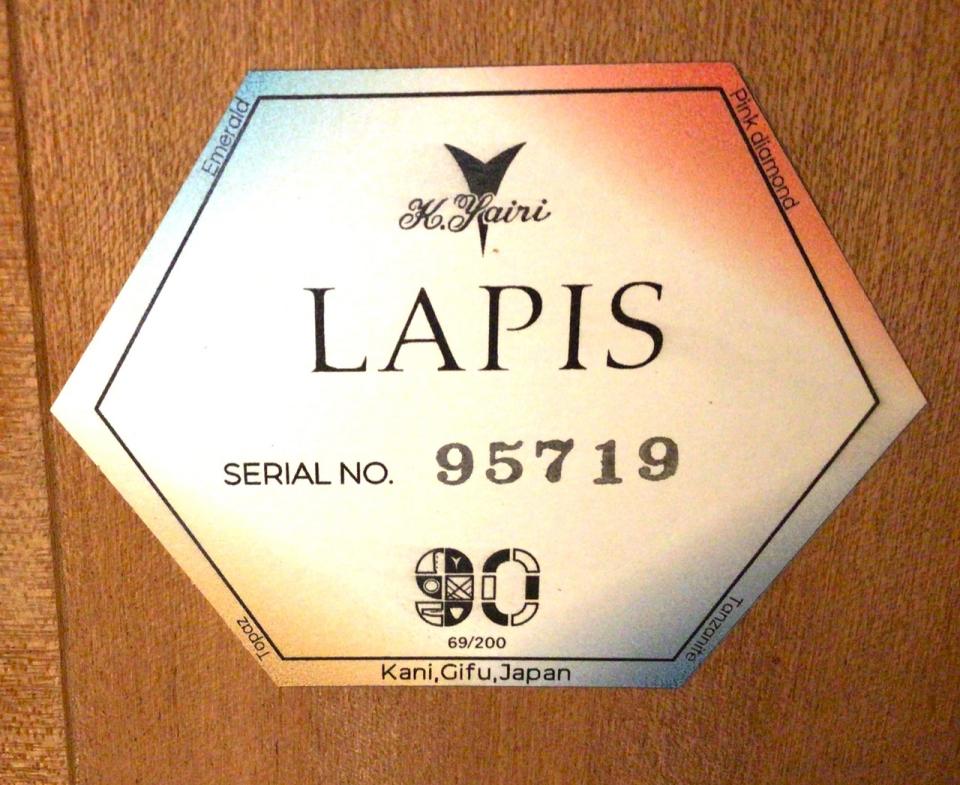 Emerald
Pink diamond
K.Yairi
LAPIS
SERIAL NO. 95719
90
69/200
Topaz
Tanzanite
Kani,Gifu,Japan